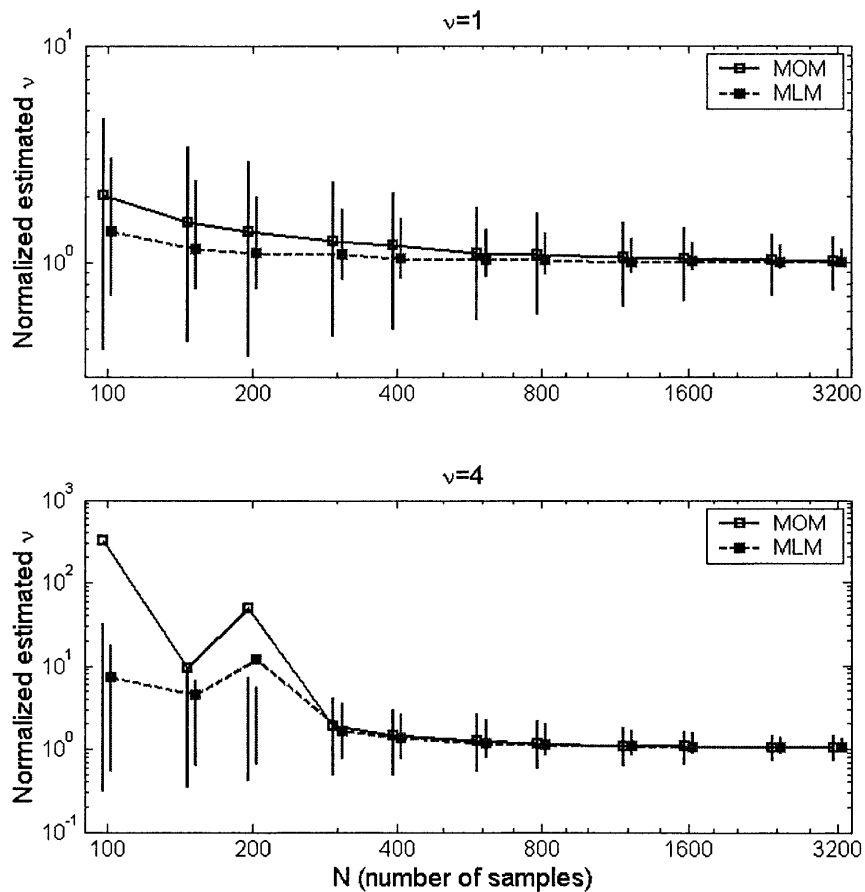 ν=1
Normalized estimated ν
10^1
10^0
MOM
MLM
100 200 400 800 1600 3200
ν=4
Normalized estimated ν
10^3
10^2
10^1
10^0
10^-1
MOM
MLM
100 200 400 800 1600 3200
N (number of samples)